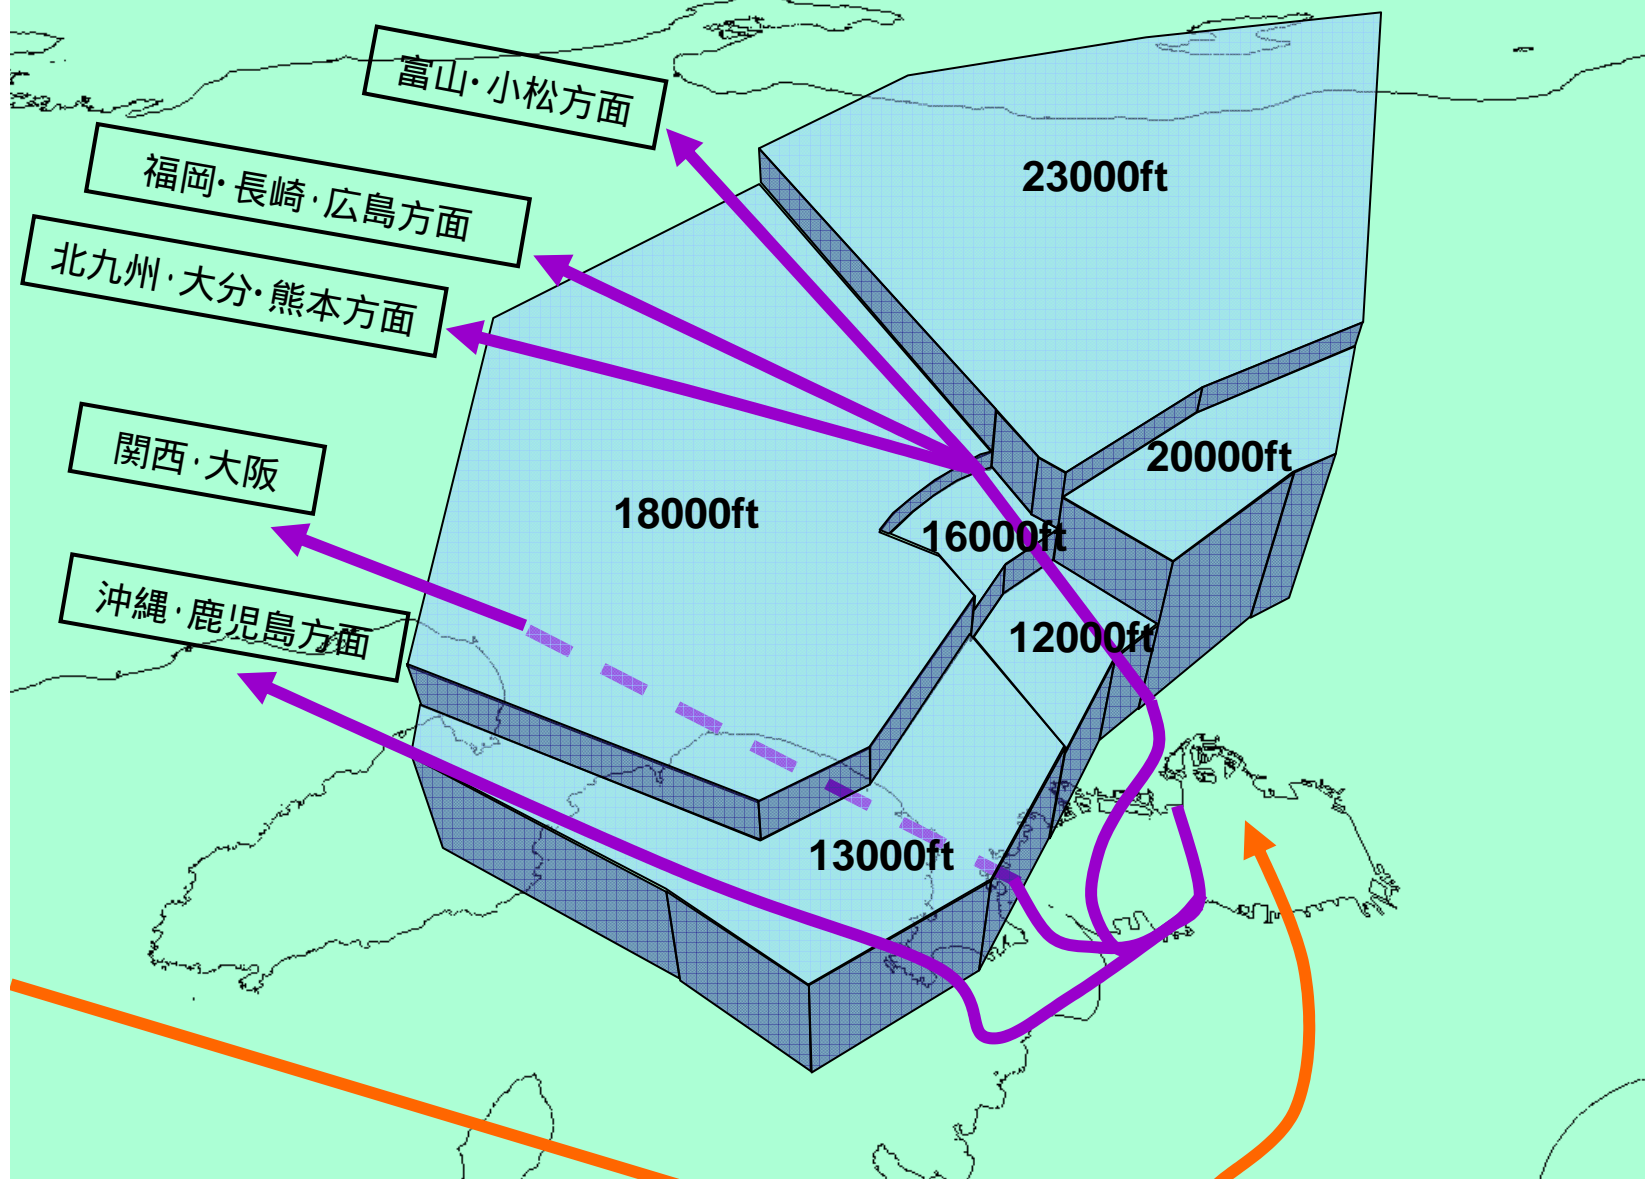 富山・小松方面
23000ft
福岡・長崎・広島方面
北九州・大分・熊本方面
関西・大阪
20000ft
18000ft
16000ft
沖縄・鹿児島方面
12000ft
13000ft